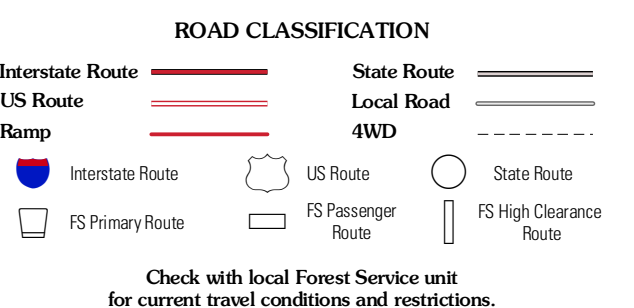 ROAD CLASSIFICATION
Interstate Route State Route
US Route Local Road
Ramp 4WD
Interstate Route US Route State Route
FS Primary Route FS Passenger Route FS High Clearance Route
Check with local Forest Service unit
for current travel conditions and restrictions.